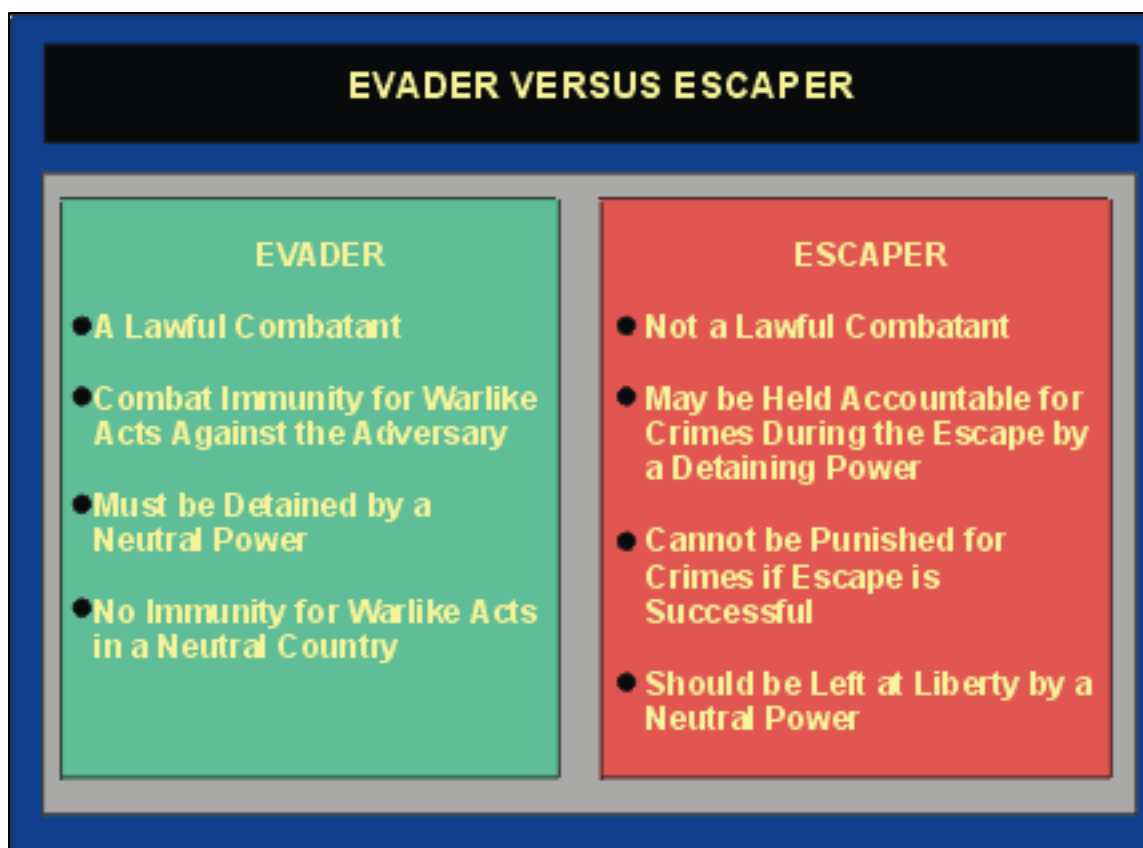 EVADER VERSUS ESCAPER
EVADER
A Lawful Combatant
Combat Immunity for Warlike
Acts Against the Adversary
Must be Detained by a
Neutral Power
No Immunity for Warlike Acts
in a Neutral Country
ESCAPER
Not a Lawful Combatant
May be Held Accountable for
Crimes During the Escape by
a Detaining Power
Cannot be Punished for
Crimes if Escape is
Successful
Should be Left at Liberty by a
Neutral Power